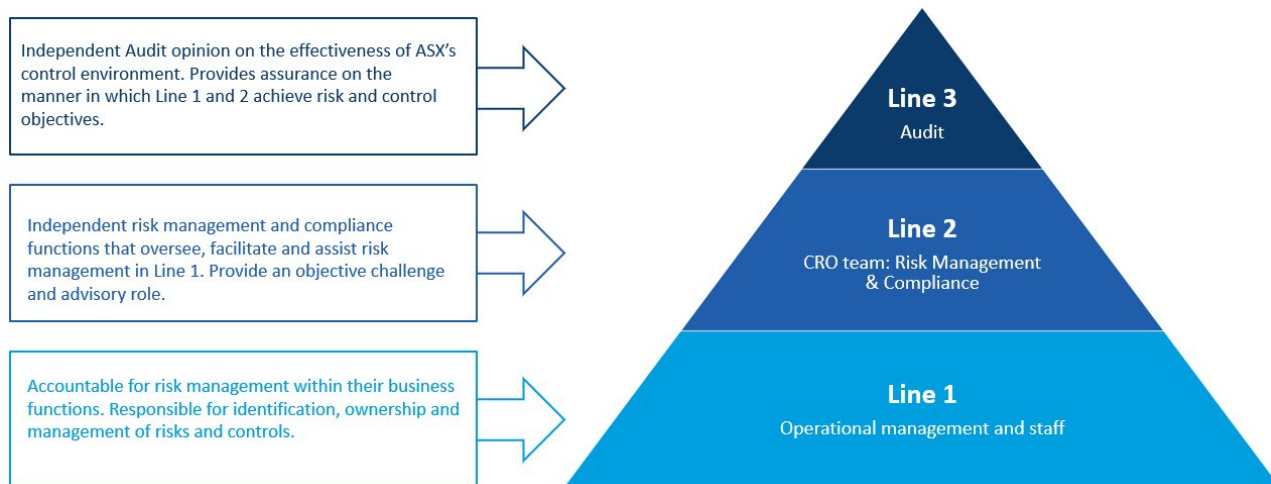 Independent Audit opinion on the effectiveness of ASX's
control environment. Provides assurance on the
manner in which Line 1 and 2 achieve risk and control
objectives.
Line 3
Audit
Independent risk management and compliance
functions that oversee, facilitate and assist risk
management in Line 1. Provide an objective challenge
and advisory role.
Line 2
CRO team: Risk Management
& Compliance
Accountable for risk management within their business
functions. Responsible for identification, ownership and
management of risks and controls.
Line 1
Operational management and staff